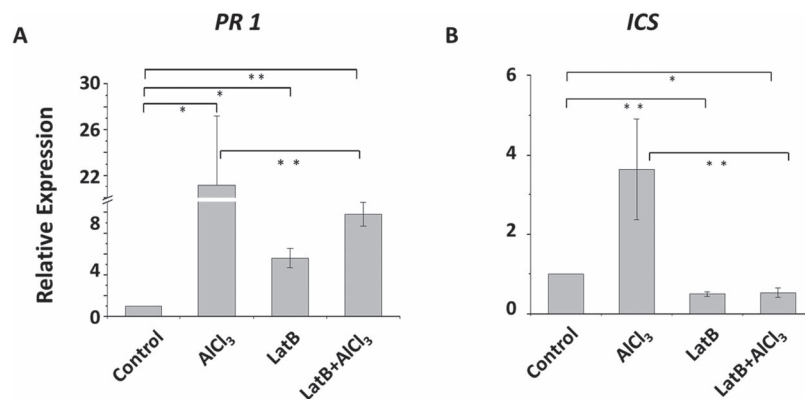 A
PR 1
B
ICS
Relative Expression
30
26
22
8
4
0
* *
*
*
* *
Control
AlCl₃
LatB
LatB+AlCl₃
6
4
2
0
*
* *
* *
Control
AlCl₃
LatB
LatB+AlCl₃